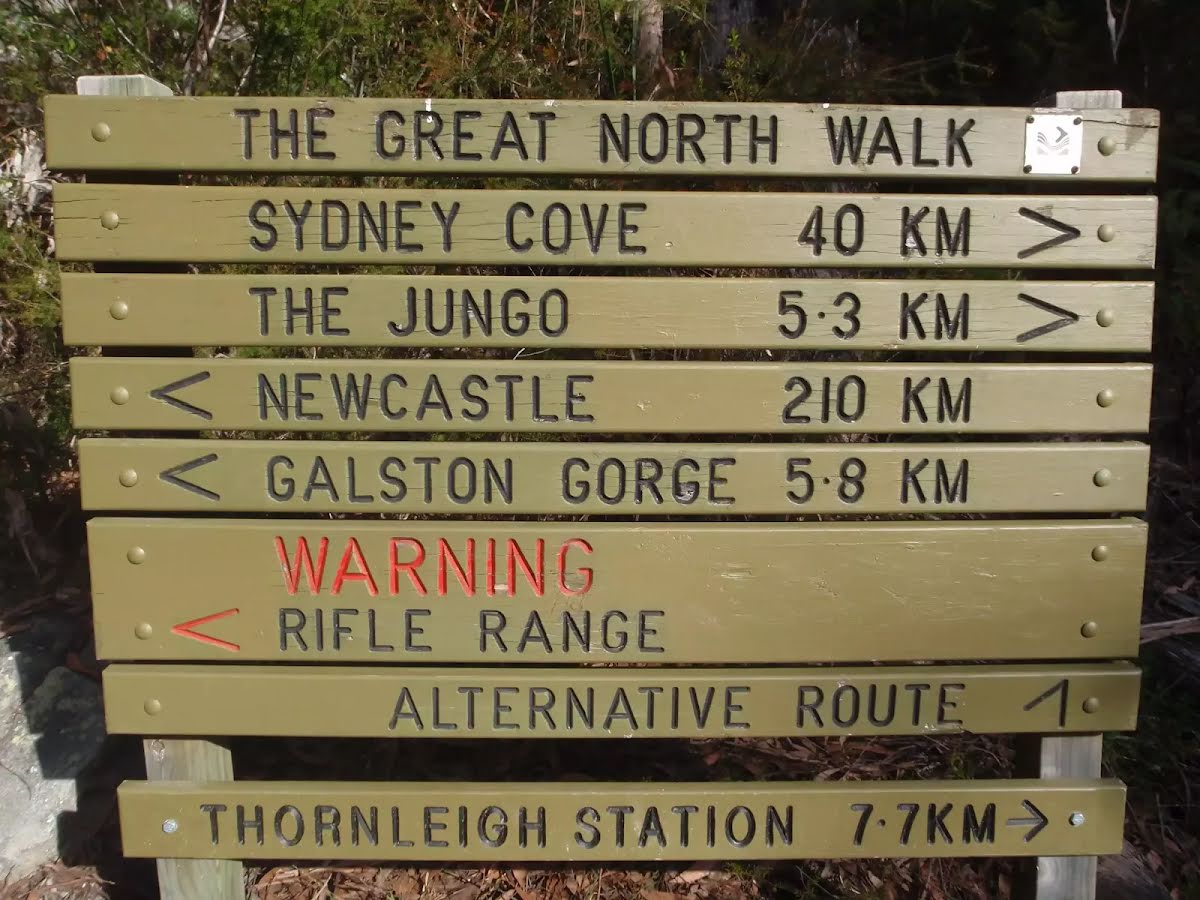 THE GREAT NORTH WALK
SYDNEY COVE 40 KM >
THE JUNGO 5·3 KM >
< NEWCASTLE 210 KM
< GALSTON GORGE 5·8 KM
WARNING
< RIFLE RANGE
ALTERNATIVE ROUTE
THORNLEIGH STATION 7·7KM →